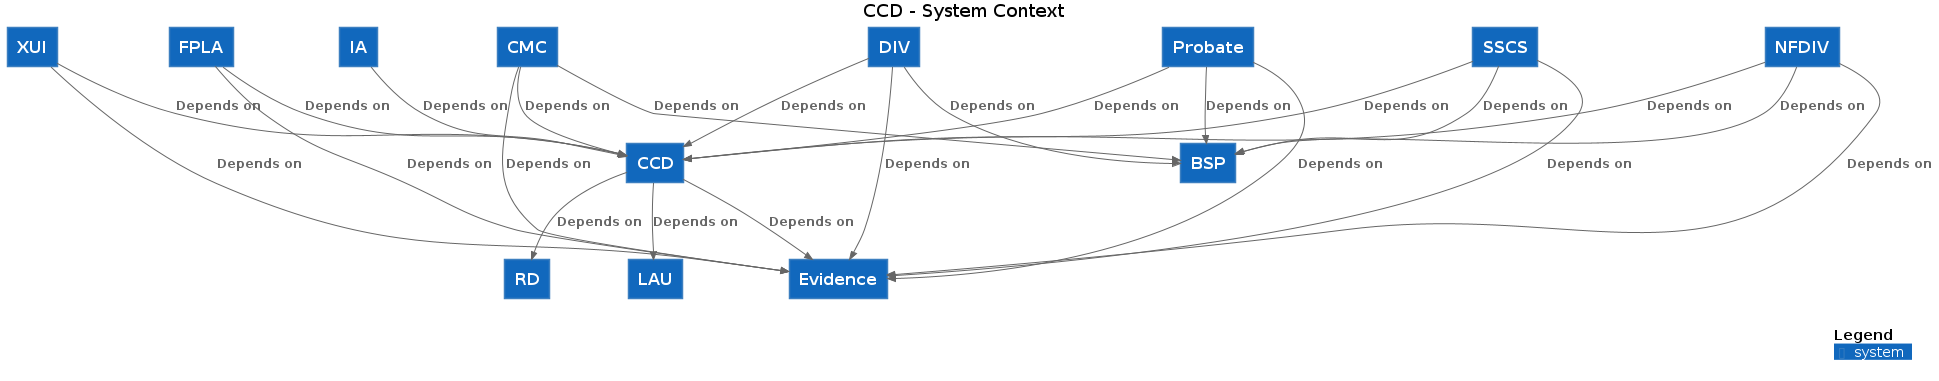 CCD - System Context
XUI
FPLA
IA
CMC
DIV
Probate
SSCS
NFDIV
Depends on
Depends on
Depends on
Depends on
Depends on
Depends on
Depends on
Depends on
Depends on
Depends on
Depends on
Depends on
Depends on
CCD
BSP
Depends on
Depends on
Depends on
Depends on
Depends on
Depends on
Depends on
Depends on
Depends on
Depends on
RD
LAU
Evidence
Legend
system